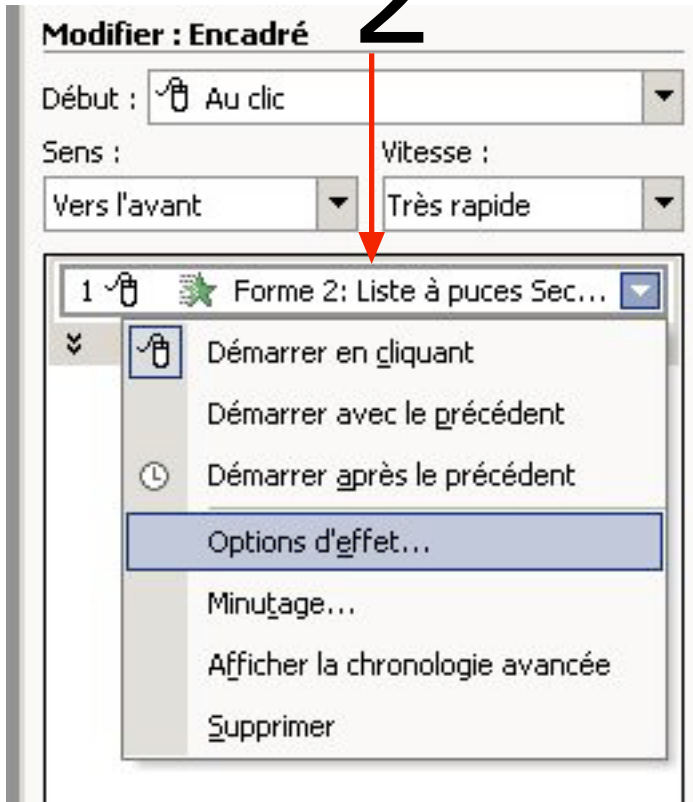 2
Modifier : Encadré
Début : Au clic
Sens : Vitesse :
Vers l'avant Très rapide
1 Forme 2: Liste à puces Sec...
Démarrer en cliquant
Démarrer avec le précédent
Démarrer après le précédent
Options d'effet...
Minutage...
Afficher la chronologie avancée
Supprimer